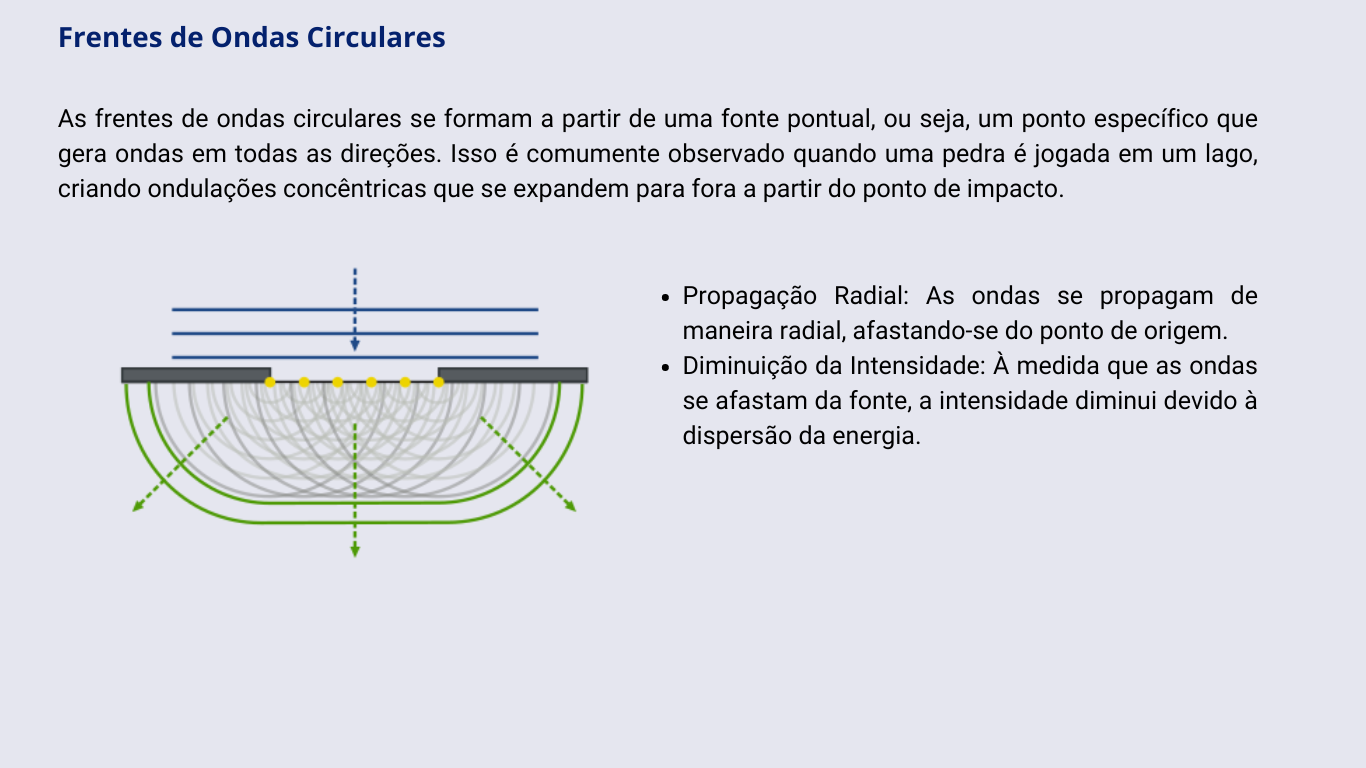 Frentes de Ondas Circulares
As frentes de ondas circulares se formam a partir de uma fonte pontual, ou seja, um ponto específico que
gera ondas em todas as direções. Isso é comumente observado quando uma pedra é jogada em um lago,
criando ondulações concêntricas que se expandem para fora a partir do ponto de impacto.
• Propagação Radial: As ondas se propagam de
maneira radial, afastando-se do ponto de origem.
• Diminuição da Intensidade: À medida que as ondas
se afastam da fonte, a intensidade diminui devido à
dispersão da energia.